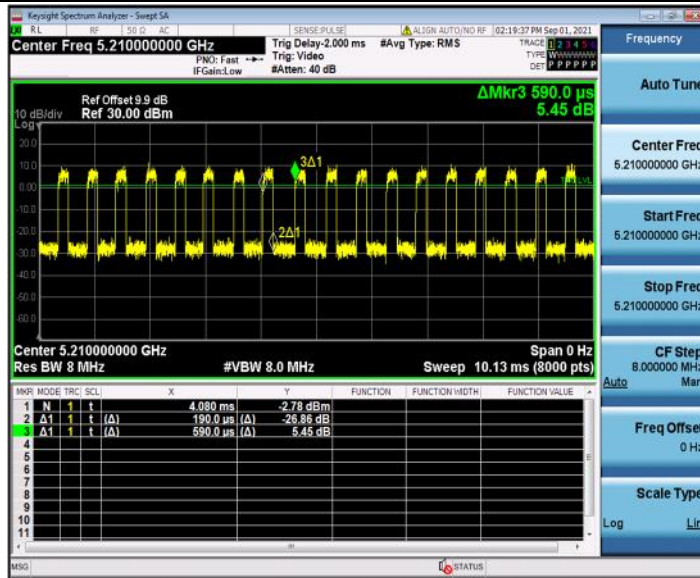 Keysight Spectrum Analyzer - Swept SA
RL RF 50 Ω AC SENSE:PULSE ALIGN AUTO/NO RF 02:19:37 PM Sep 01, 2021
Center Freq 5.210000000 GHz
PNO: Fast
IFGain:Low
Trig Delay-2.000 ms
Trig: Video
#Atten: 40 dB
#Avg Type: RMS
TRACE 1 2 3 4 5 6
TYPE
DET P P P P P P
ΔMkr3 590.0 µs
5.45 dB
10 dB/div
Log
Ref Offset 9.9 dB
Ref 30.00 dBm
20.0
10.0
0.00
-10.0
-20.0
-30.0
-40.0
-50.0
-60.0
3Δ1
2Δ1
Center 5.210000000 GHz
Span 0 Hz
Res BW 8 MHz
#VBW 8.0 MHz
Sweep 10.13 ms (8000 pts)
MKR MODE TRC SCL X Y FUNCTION FUNCTION WIDTH FUNCTION VALUE
1 N 1 t 4.080 ms -2.78 dBm
2 Δ1 1 t (Δ) 190.0 µs (Δ) -26.86 dB
3 Δ1 1 t (Δ) 590.0 µs (Δ) 5.45 dB
4
5
6
7
8
9
10
11
MSG
STATUS
Frequency
Auto Tune
Center Freq
5.210000000 GHz
Start Freq
5.210000000 GHz
Stop Freq
5.210000000 GHz
CF Step
8.000000 MHz
Auto Man
Freq Offset
0 Hz
Scale Type
Log Lin